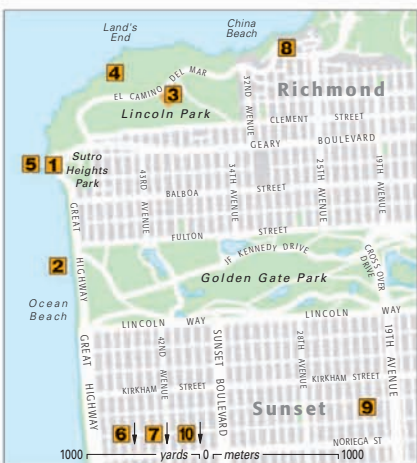 Land's
End
China
Beach
8
4
EL CAMINO DEL MAR
3
32ND AVENUE
Richmond
Lincoln Park
CLEMENT STREET
GEARY BOULEVARD
5
1
Sutro
Heights
Park
43RD AVENUE
34TH AVENUE
25TH AVENUE
19TH AVENUE
BALBOA STREET
GREAT HIGHWAY
FULTON STREET
JF KENNEDY DRIVE
CROSS OVER
DRIVE
2
Golden Gate Park
Ocean
Beach
LINCOLN WAY
LINCOLN WAY
GREAT HIGHWAY
42ND AVENUE
SUNSET BOULEVARD
28TH AVENUE
19TH AVENUE
KIRKHAM STREET
KIRKHAM STREET
Sunset
9
6
7
10
NORIEGA ST
1000 yards 0 meters 1000